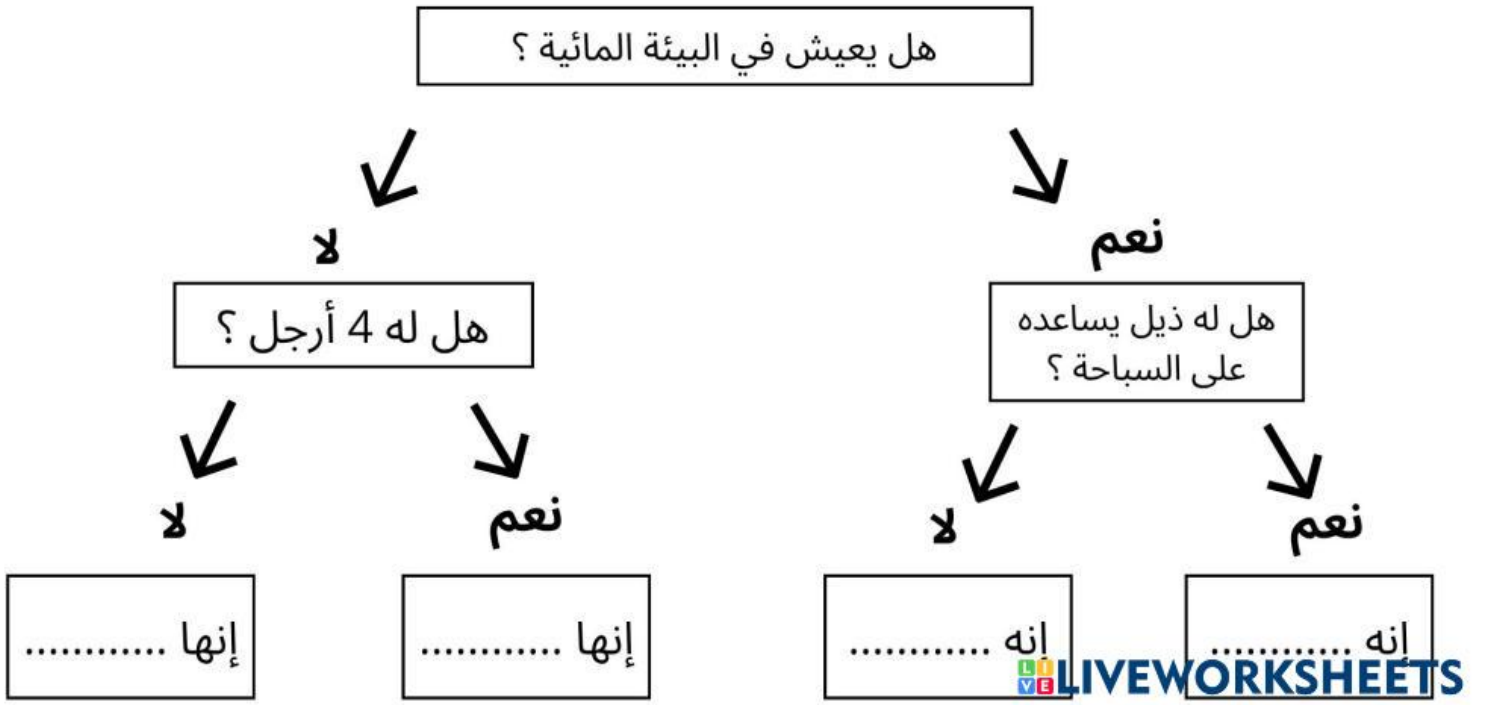 هل يعيش في البيئة المائية ؟
نعم
لا
هل له ذيل يساعده
على السباحة ؟
هل له 4 أرجل ؟
نعم
لا
نعم
لا
إنه ............
إنه ............
إنها ............
إنها ............
LIVE LIVEWORKSHEETS